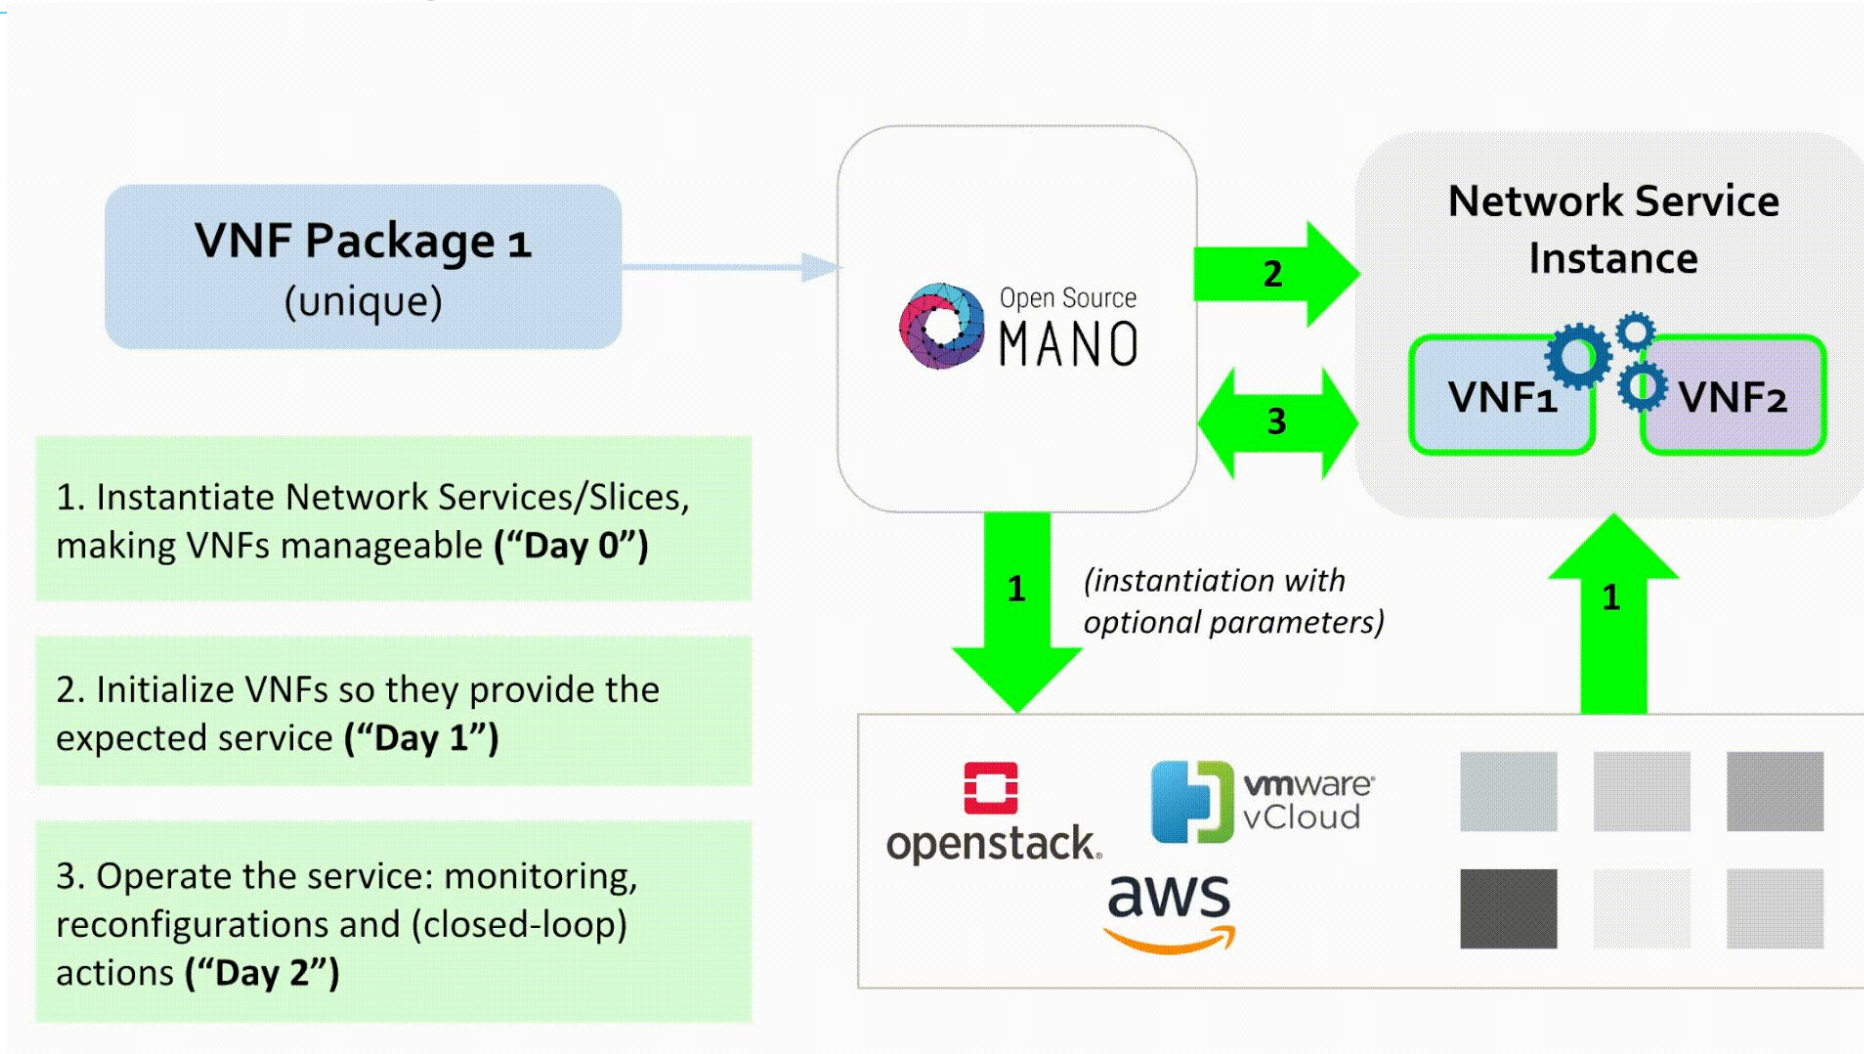 VNF Package 1
(unique)
Open Source
MANO
2
3
Network Service
Instance
VNF1
VNF2
1. Instantiate Network Services/Slices,
making VNFs manageable (“Day 0”)
1
(instantiation with
optional parameters)
1
2. Initialize VNFs so they provide the
expected service (“Day 1”)
3. Operate the service: monitoring,
reconfigurations and (closed-loop)
actions (“Day 2”)
openstack.
vmware
vCloud
aws